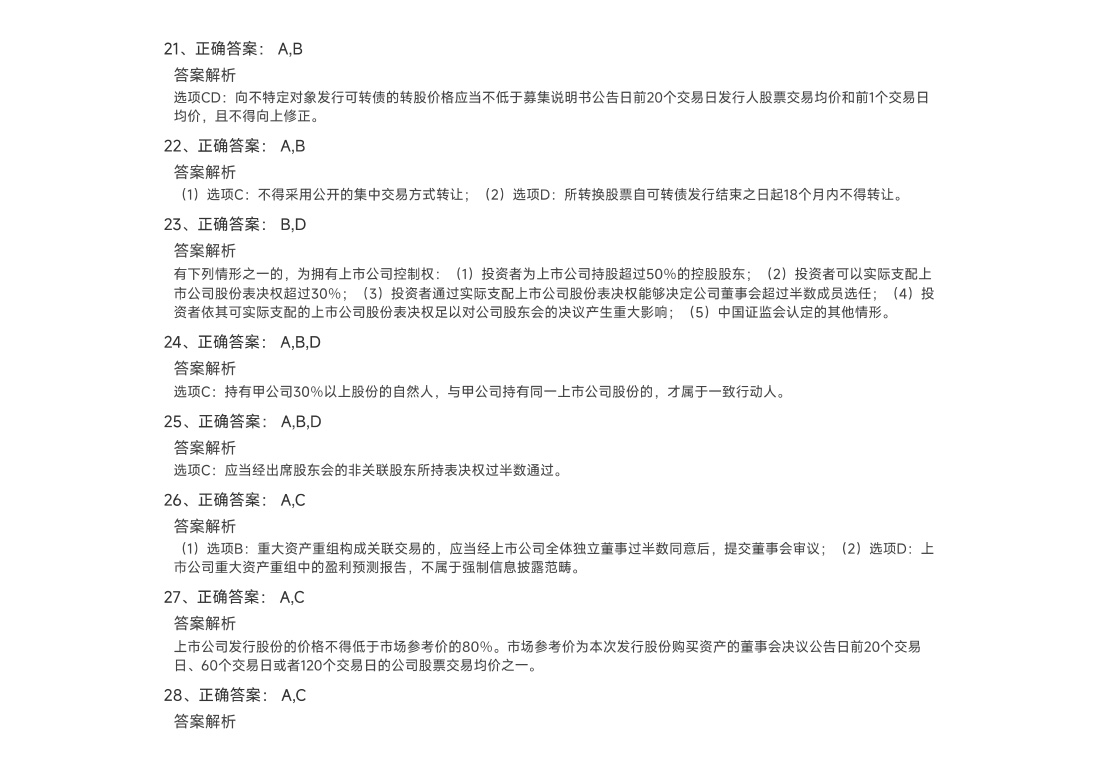 21、正确答案： A,B
答案解析
选项CD：向不特定对象发行可转债的转股价格应当不低于募集说明书公告日前20个交易日发行人股票交易均价和前1个交易日
均价，且不得向上修正。
22、正确答案： A,B
答案解析
（1）选项C：不得采用公开的集中交易方式转让；（2）选项D：所转换股票自可转债发行结束之日起18个月内不得转让。
23、正确答案： B,D
答案解析
有下列情形之一的，为拥有上市公司控制权：（1）投资者为上市公司持股超过50%的控股股东；（2）投资者可以实际支配上
市公司股份表决权超过30%；（3）投资者通过实际支配上市公司股份表决权能够决定公司董事会超过半数成员选任；（4）投
资者依其可实际支配的上市公司股份表决权足以对公司股东会的决议产生重大影响；（5）中国证监会认定的其他情形。
24、正确答案： A,B,D
答案解析
选项C：持有甲公司30%以上股份的自然人，与甲公司持有同一上市公司股份的，才属于一致行动人。
25、正确答案： A,B,D
答案解析
选项C：应当经出席股东会的非关联股东所持表决权过半数通过。
26、正确答案： A,C
答案解析
（1）选项B：重大资产重组构成关联交易的，应当经上市公司全体独立董事过半数同意后，提交董事会审议；（2）选项D：上
市公司重大资产重组中的盈利预测报告，不属于强制信息披露范畴。
27、正确答案： A,C
答案解析
上市公司发行股份的价格不得低于市场参考价的80%。市场参考价为本次发行股份购买资产的董事会决议公告日前20个交易
日、60个交易日或者120个交易日的公司股票交易均价之一。
28、正确答案： A,C
答案解析